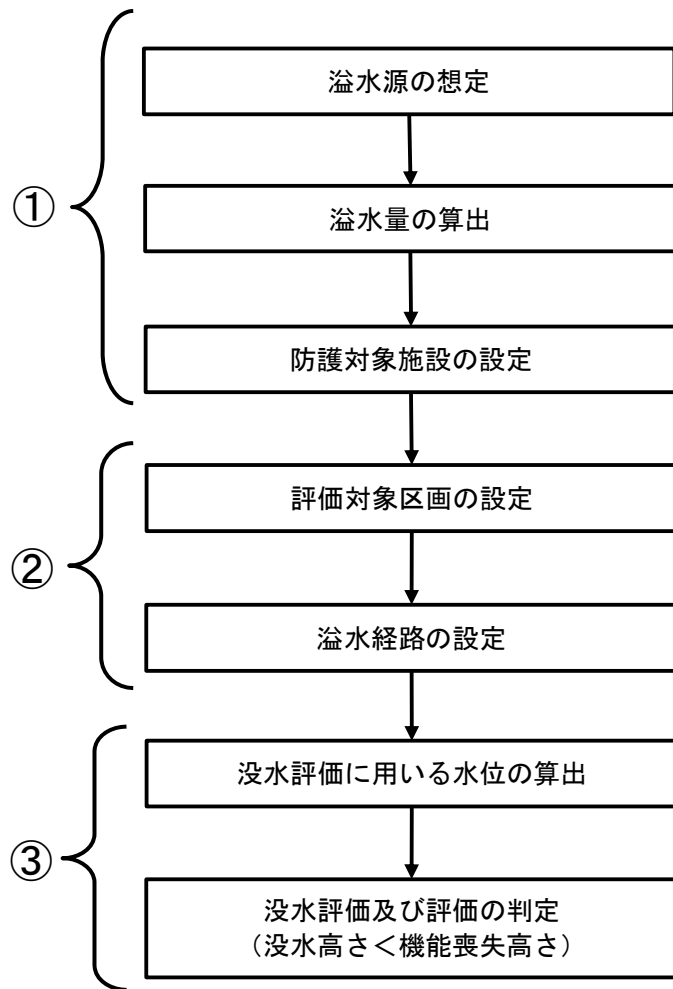 ①
溢水源の想定
溢水量の算出
防護対象施設の設定
②
評価対象区画の設定
溢水経路の設定
③
没水評価に用いる水位の算出
没水評価及び評価の判定
（没水高さ＜機能喪失高さ）